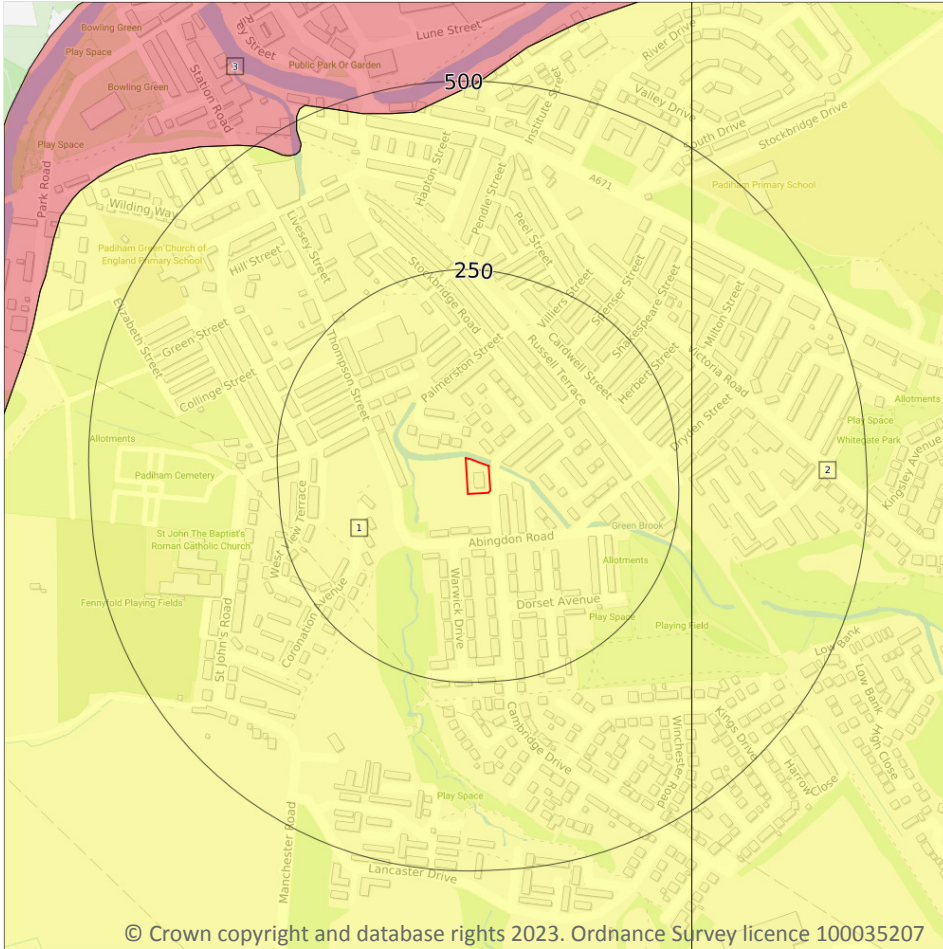 Bowling Green
Play Space
Bowling Green
Station Road
Lune Street
3
Public Park Or Garden
River Drive
500
Valley Drive
Institute Street
South Drive
Stockbridge Drive
Play Space
Park Road
Hapton Street
A671
Padiham Primary School
Wilding Way
Pendle Street
Peel Street
Padiham Green Church of
England Primary School
Livesey Street
Hill Street
250
Stockbridge Road
Villiers Street
Spenser Street
Shakespeare Street
Milton Street
Elizabeth Street
Green Street
Thompson Street
Palmerston Street
Russell Terrace
Cardwell Street
Herbert Street
Victoria Road
Collinge Street
Dryden Street
Allotments
Play Space
Whitegate Park
Kingsley Avenue
Allotments
Padiham Cemetery
2
St John The Baptist's
Roman Catholic Church
West View Terrace
1
Green Brook
Abingdon Road
Allotments
Fennyfold Playing Fields
St John's Road
Coronation Avenue
Warwick Drive
Dorset Avenue
Play Space
Playing Field
Low Bank
Low Bank
High Close
Cambridge Drive
Winchester Road
Kings Drive
Harrow Close
Play Space
Manchester Road
Lancaster Drive
© Crown copyright and database rights 2023. Ordnance Survey licence 100035207